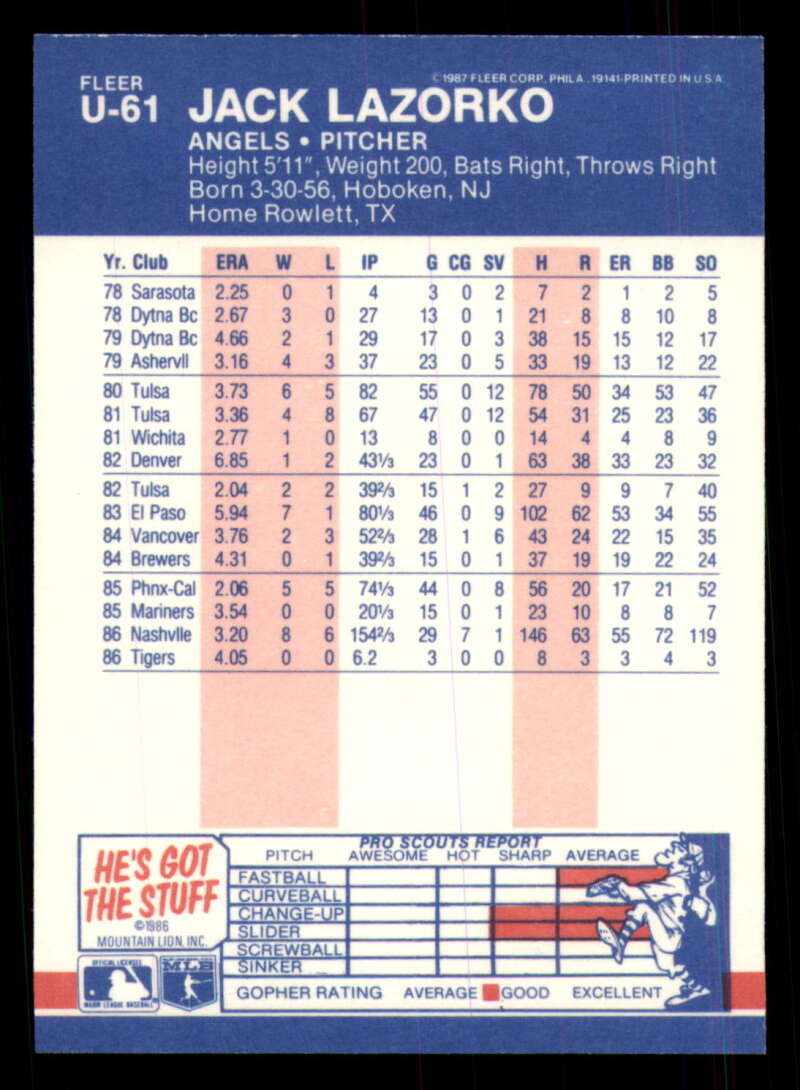 © 1987 FLEER CORP. PHILA., 19141-PRINTED IN U.S.A.
FLEER
U-61 JACK LAZORKO
ANGELS • PITCHER
Height 5'11", Weight 200, Bats Right, Throws Right
Born 3-30-56, Hoboken, NJ
Home Rowlett, TX
Yr. Club ERA W L IP G CG SV H R ER BB SO
78 Sarasota 2.25 0 1 4 3 0 2 7 2 1 2 5
78 Dytna Bc 2.67 3 0 27 13 0 1 21 8 8 10 8
79 Dytna Bc 4.66 2 1 29 17 0 3 38 15 15 12 17
79 Ashervll 3.16 4 3 37 23 0 5 33 19 13 12 22
80 Tulsa 3.73 6 5 82 55 0 12 78 50 34 53 47
81 Tulsa 3.36 4 8 67 47 0 12 54 31 25 23 36
81 Wichita 2.77 1 0 13 8 0 0 14 4 4 8 9
82 Denver 6.85 1 2 43⅓ 23 0 1 63 38 33 23 32
82 Tulsa 2.04 2 2 39⅔ 15 1 2 27 9 9 7 40
83 El Paso 5.94 7 1 80⅓ 46 0 9 102 62 53 34 55
84 Vancover 3.76 2 3 52⅔ 28 1 6 43 24 22 15 35
84 Brewers 4.31 0 1 39⅔ 15 0 1 37 19 19 22 24
85 Phnx-Cal 2.06 5 5 74⅓ 44 0 8 56 20 17 21 52
85 Mariners 3.54 0 0 20⅓ 15 0 1 23 10 8 8 7
86 Nashvlle 3.20 8 6 154⅔ 29 7 1 146 63 55 72 119
86 Tigers 4.05 0 0 6.2 3 0 0 8 3 3 4 3
HE'S GOT
THE STUFF
©1986
MOUNTAIN LION, INC.
PRO SCOUTS REPORT
PITCH AWESOME HOT SHARP AVERAGE
FASTBALL
CURVEBALL
CHANGE-UP
SLIDER
SCREWBALL
SINKER
GOPHER RATING AVERAGE GOOD EXCELLENT
OFFICIAL LICENSEE
MAJOR LEAGUE BASEBALL
MLB